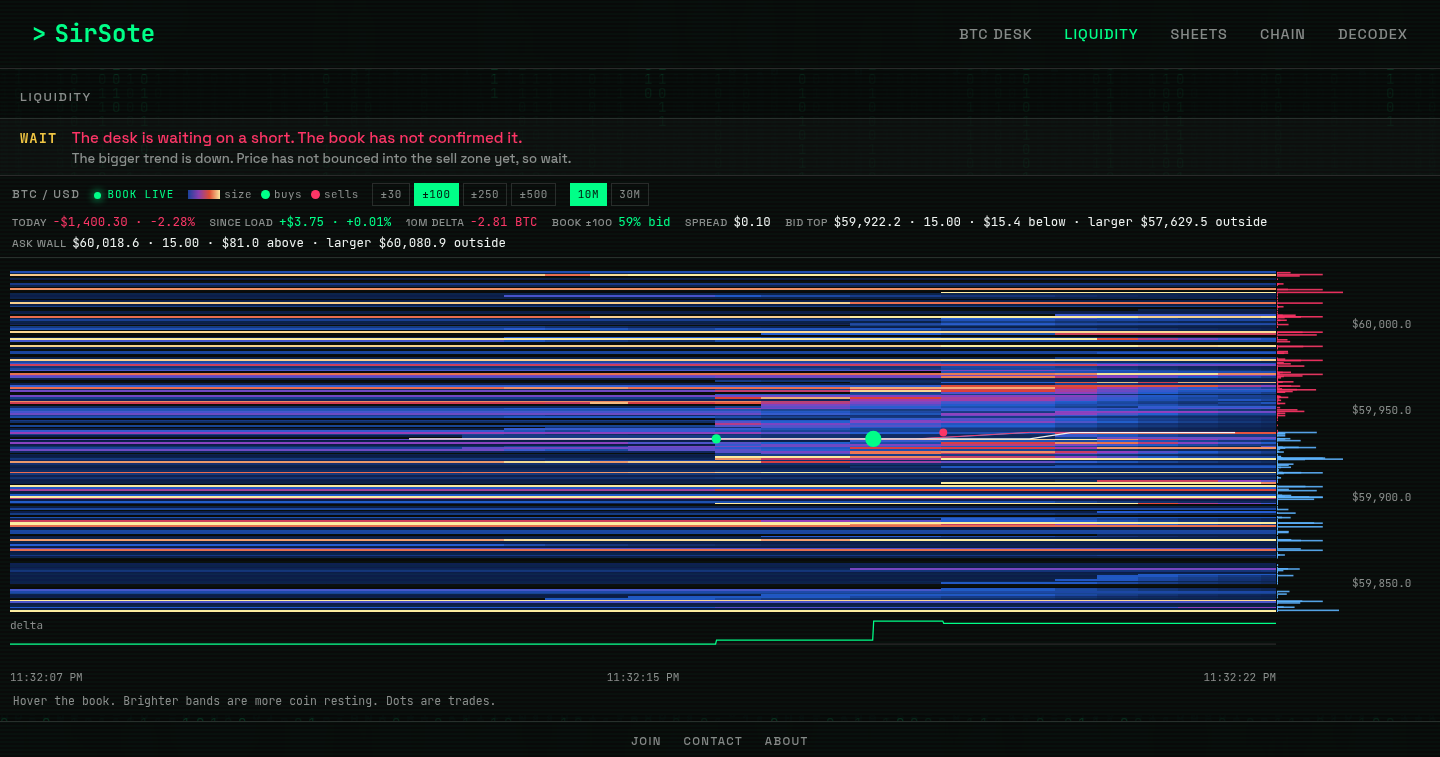 > SirSote
BTC DESK LIQUIDITY SHEETS CHAIN DECODEX
LIQUIDITY
WAIT The desk is waiting on a short. The book has not confirmed it.
The bigger trend is down. Price has not bounced into the sell zone yet, so wait.
BTC / USD BOOK LIVE size buys sells ±30 ±100 ±250 ±500 10M 30M
TODAY -$1,400.30 · -2.28% SINCE LOAD +$3.75 · +0.01% 10M DELTA -2.81 BTC BOOK ±100 59% bid SPREAD $0.10 BID TOP $59,922.2 · 15.00 · $15.4 below · larger $57,629.5 outside
ASK WALL $60,018.6 · 15.00 · $81.0 above · larger $60,080.9 outside
$60,000.0
$59,950.0
$59,900.0
$59,850.0
delta
11:32:07 PM 11:32:15 PM 11:32:22 PM
Hover the book. Brighter bands are more coin resting. Dots are trades.
JOIN CONTACT ABOUT